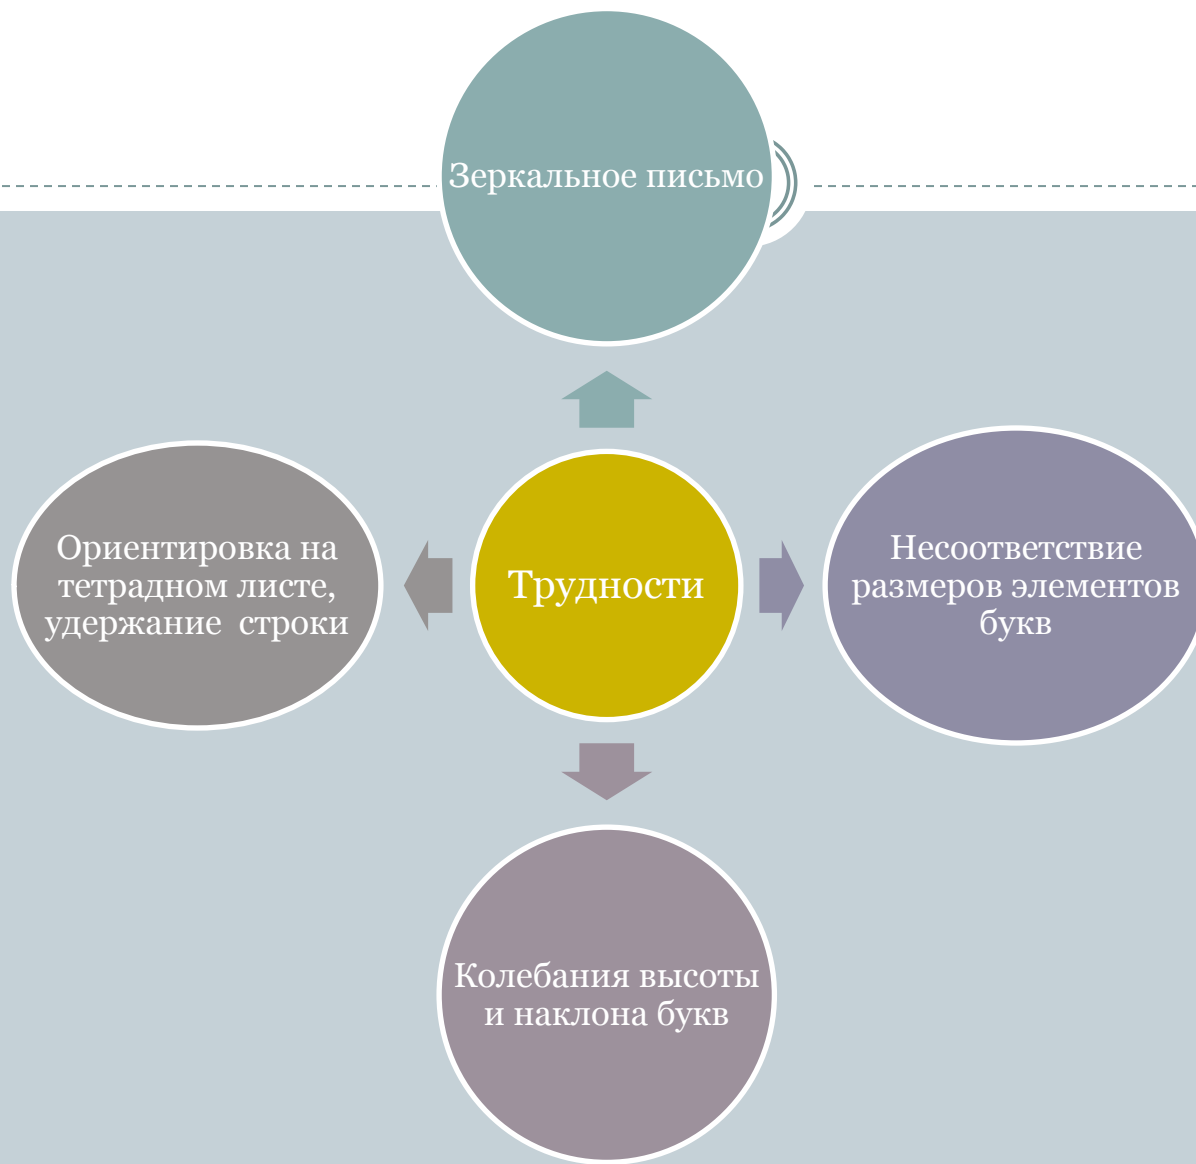 Зеркальное письмо
Ориентировка на
тетрадном листе,
удержание строки
Трудности
Несоответствие
размеров элементов
букв
Колебания высоты
и наклона букв